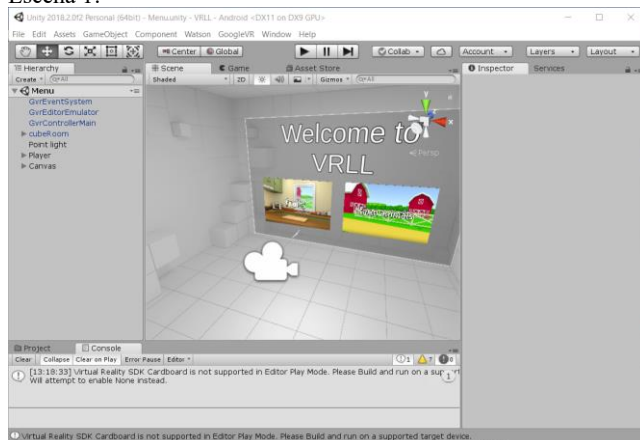 Escena 1:
Unity 2018.2.0f2 Personal (64bit) - Menu.unity - VRLL - Android <DX11 on DX9 GPU>
File Edit Assets GameObject Component Watson GoogleVR Window Help
Center Global Collab Account Layers Layout
Hierarchy Scene Game Asset Store Inspector Services
Create All Shaded 2D Gizmos All
Menu
GvrEventSystem
GvrEditorEmulator
GvrControllerMain
cubeRoom
Point light
Player
Canvas
Welcome to
VRLL
Persp
Project Console
Clear Collapse Clear on Play Error Pause Editor 1 7 0
[13:18:33] Virtual Reality SDK Cardboard is not supported in Editor Play Mode. Please Build and run on a support 1
Will attempt to enable None instead.
Virtual Reality SDK Cardboard is not supported in Editor Play Mode. Please Build and run on a supported target device.